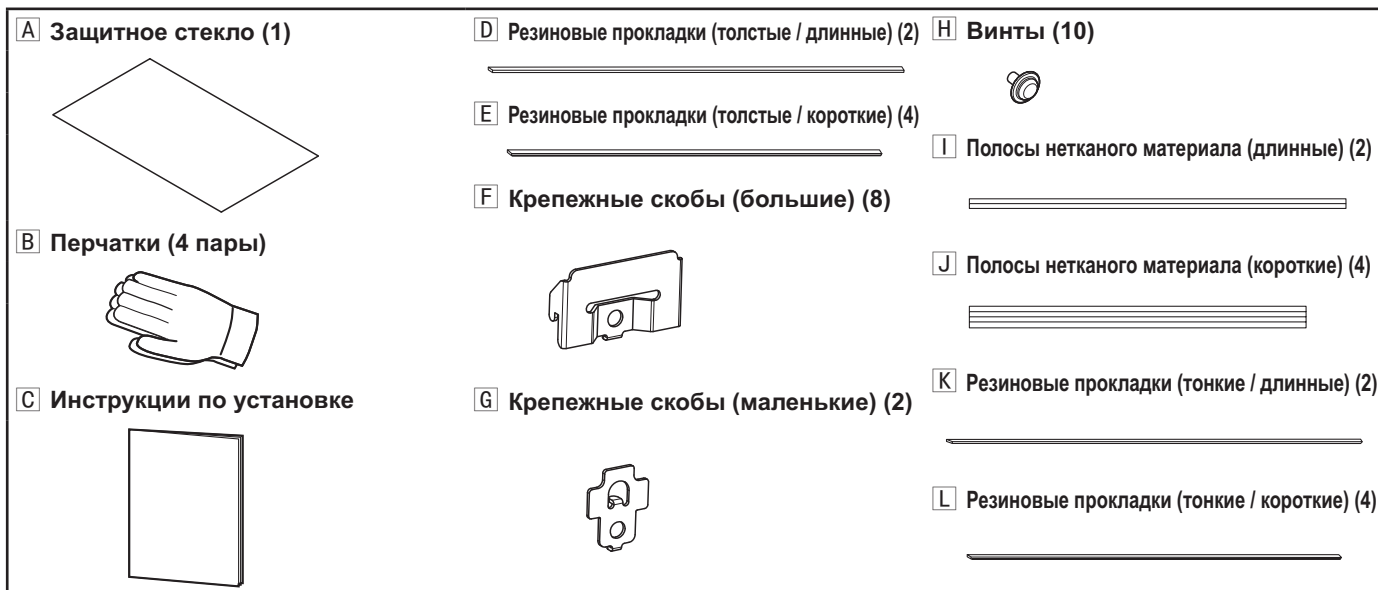 A Защитное стекло (1)
B Перчатки (4 пары)
C Инструкции по установке
D Резиновые прокладки (толстые / длинные) (2)
E Резиновые прокладки (толстые / короткие) (4)
F Крепежные скобы (большие) (8)
G Крепежные скобы (маленькие) (2)
H Винты (10)
I Полосы нетканого материала (длинные) (2)
J Полосы нетканого материала (короткие) (4)
K Резиновые прокладки (тонкие / длинные) (2)
L Резиновые прокладки (тонкие / короткие) (4)